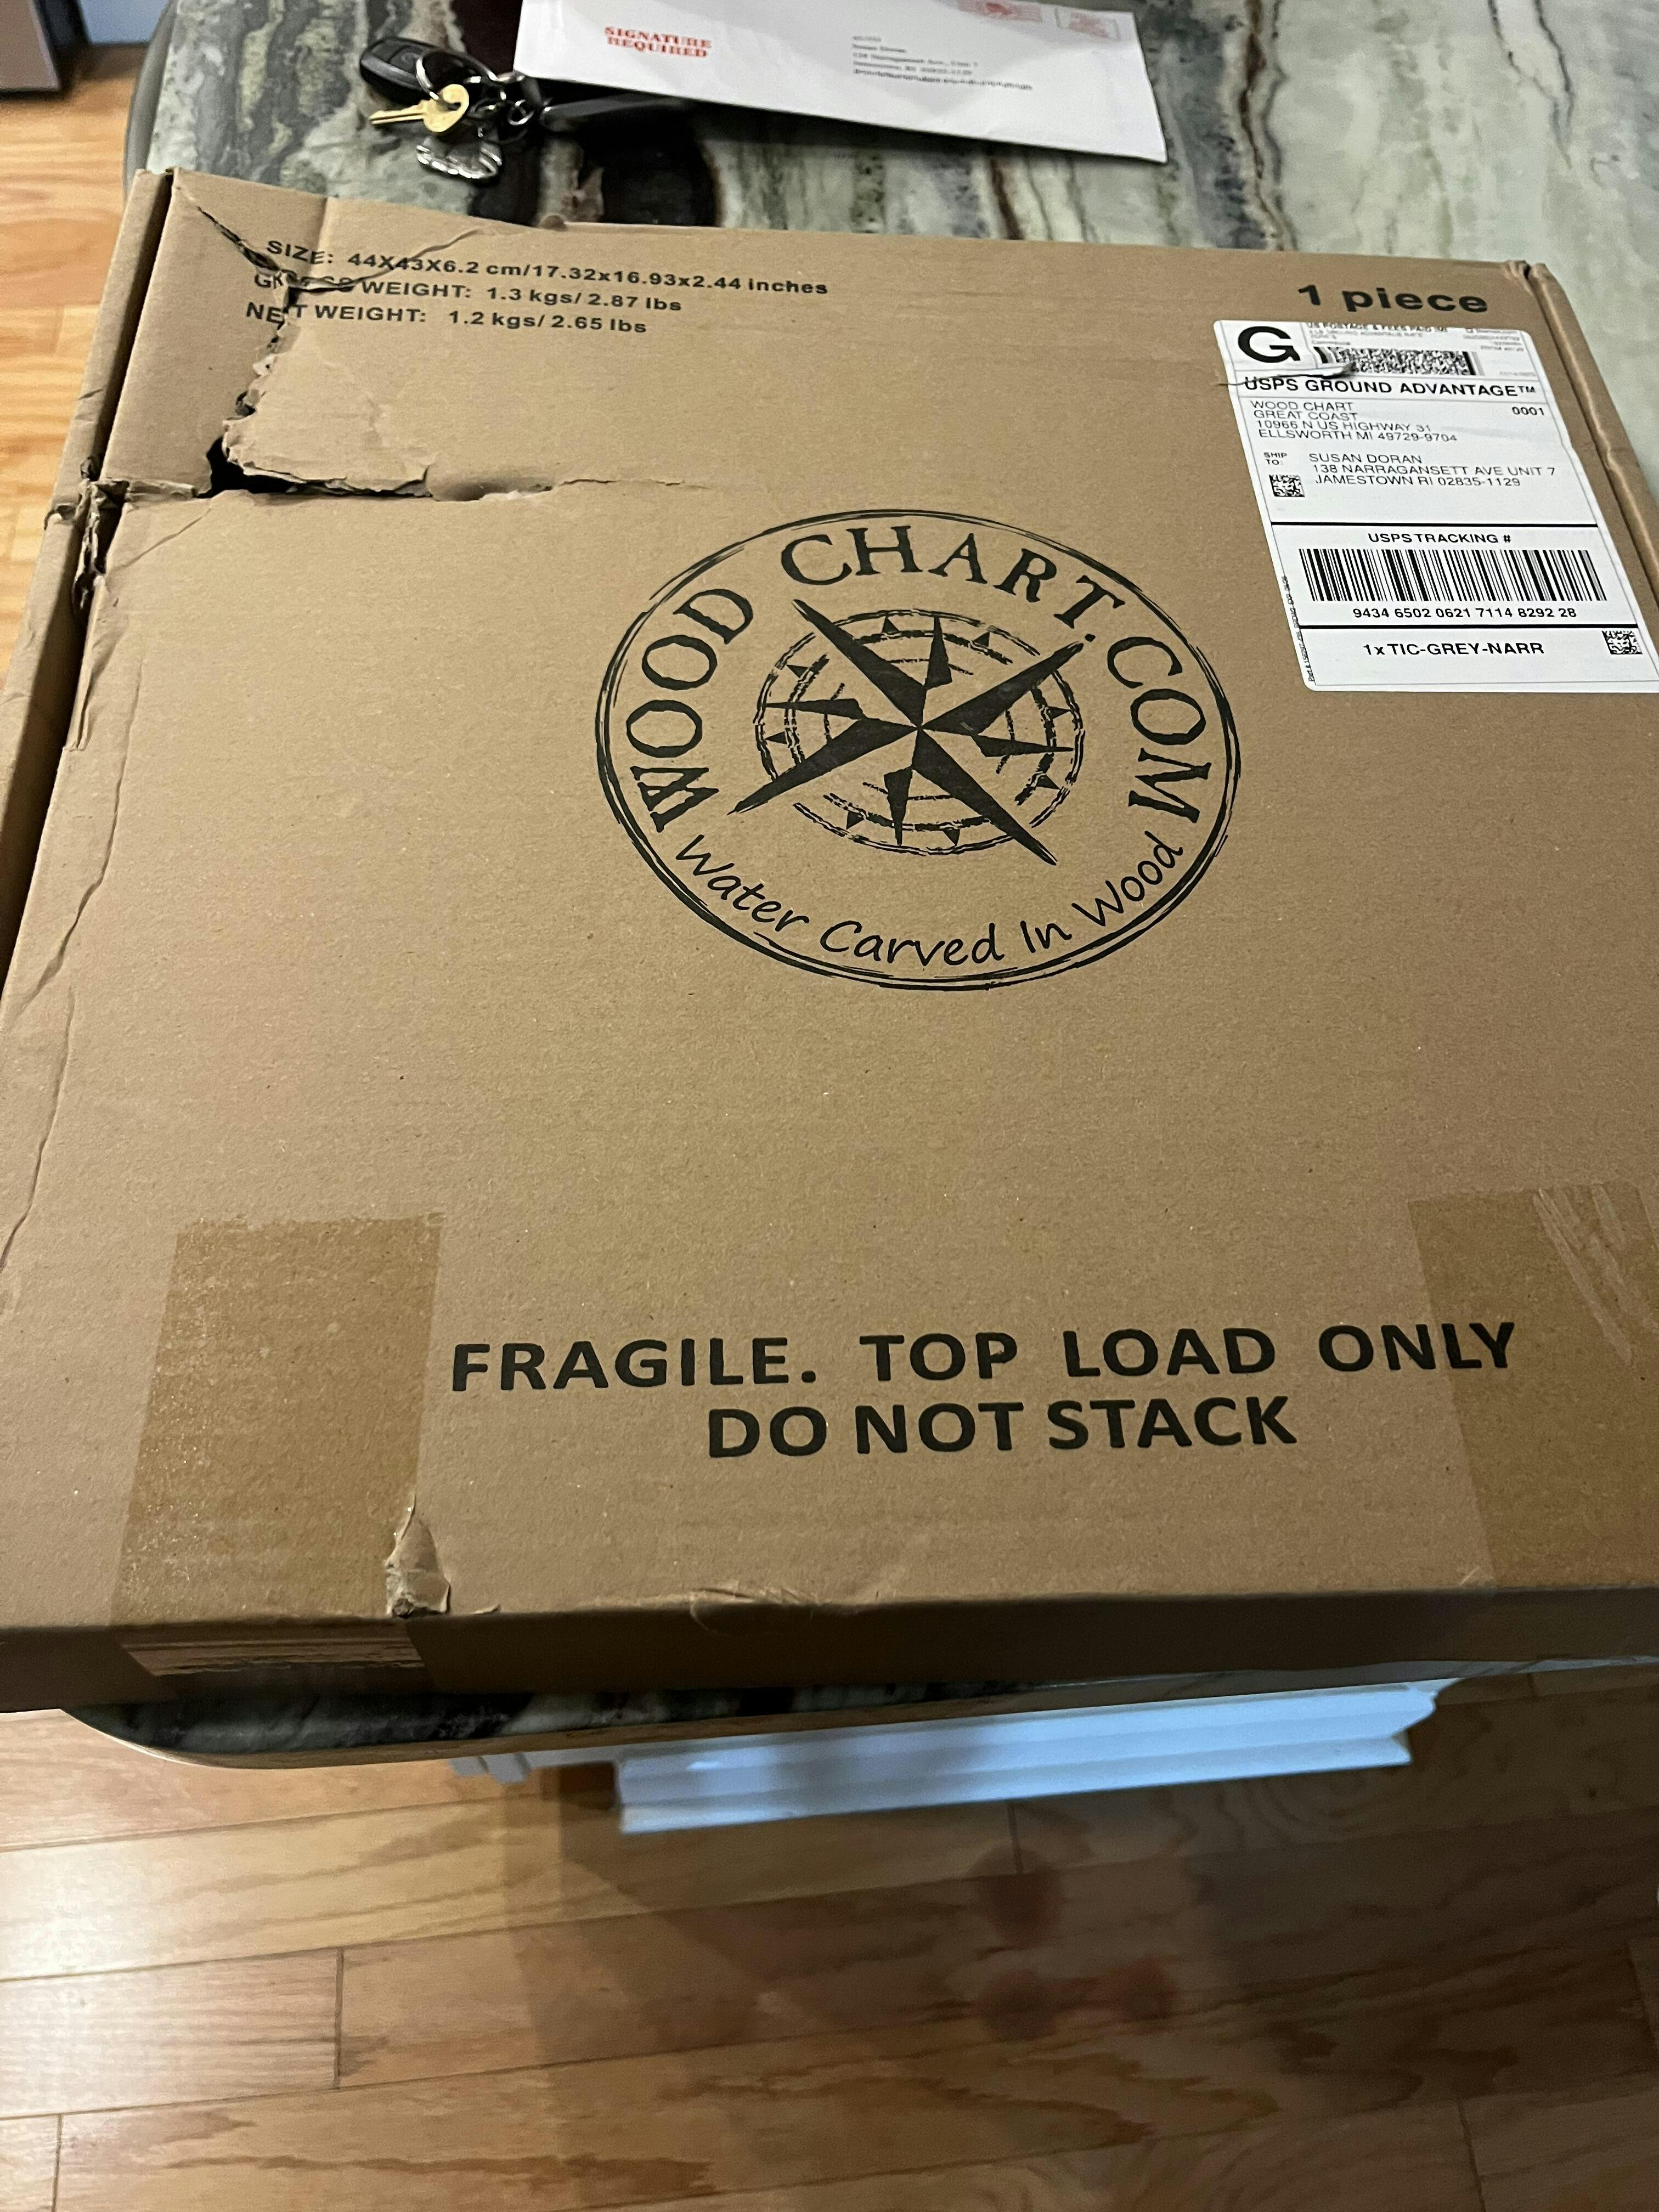 SIGNATURE
REQUIRED
SIZE: 44X43X6.2 cm/17.32x16.93x2.44 inches
WEIGHT: 1.3 kgs/ 2.87 lbs
NET WEIGHT: 1.2 kgs/ 2.65 lbs
1 piece
G
USPS GROUND ADVANTAGE™
WOOD CHART
0001
GREAT COAST
10966 N US HIGHWAY 31
ELLSWORTH MI 49729-9704
SHIP
TO:
SUSAN DORAN
138 NARRAGANSETT AVE UNIT 7
JAMESTOWN RI 02835-1129
USPS TRACKING #
9434 6502 0621 7114 8292 28
1 x TIC-GREY-NARR
WOOD CHART.COM
Water Carved In Wood
FRAGILE. TOP LOAD ONLY
DO NOT STACK